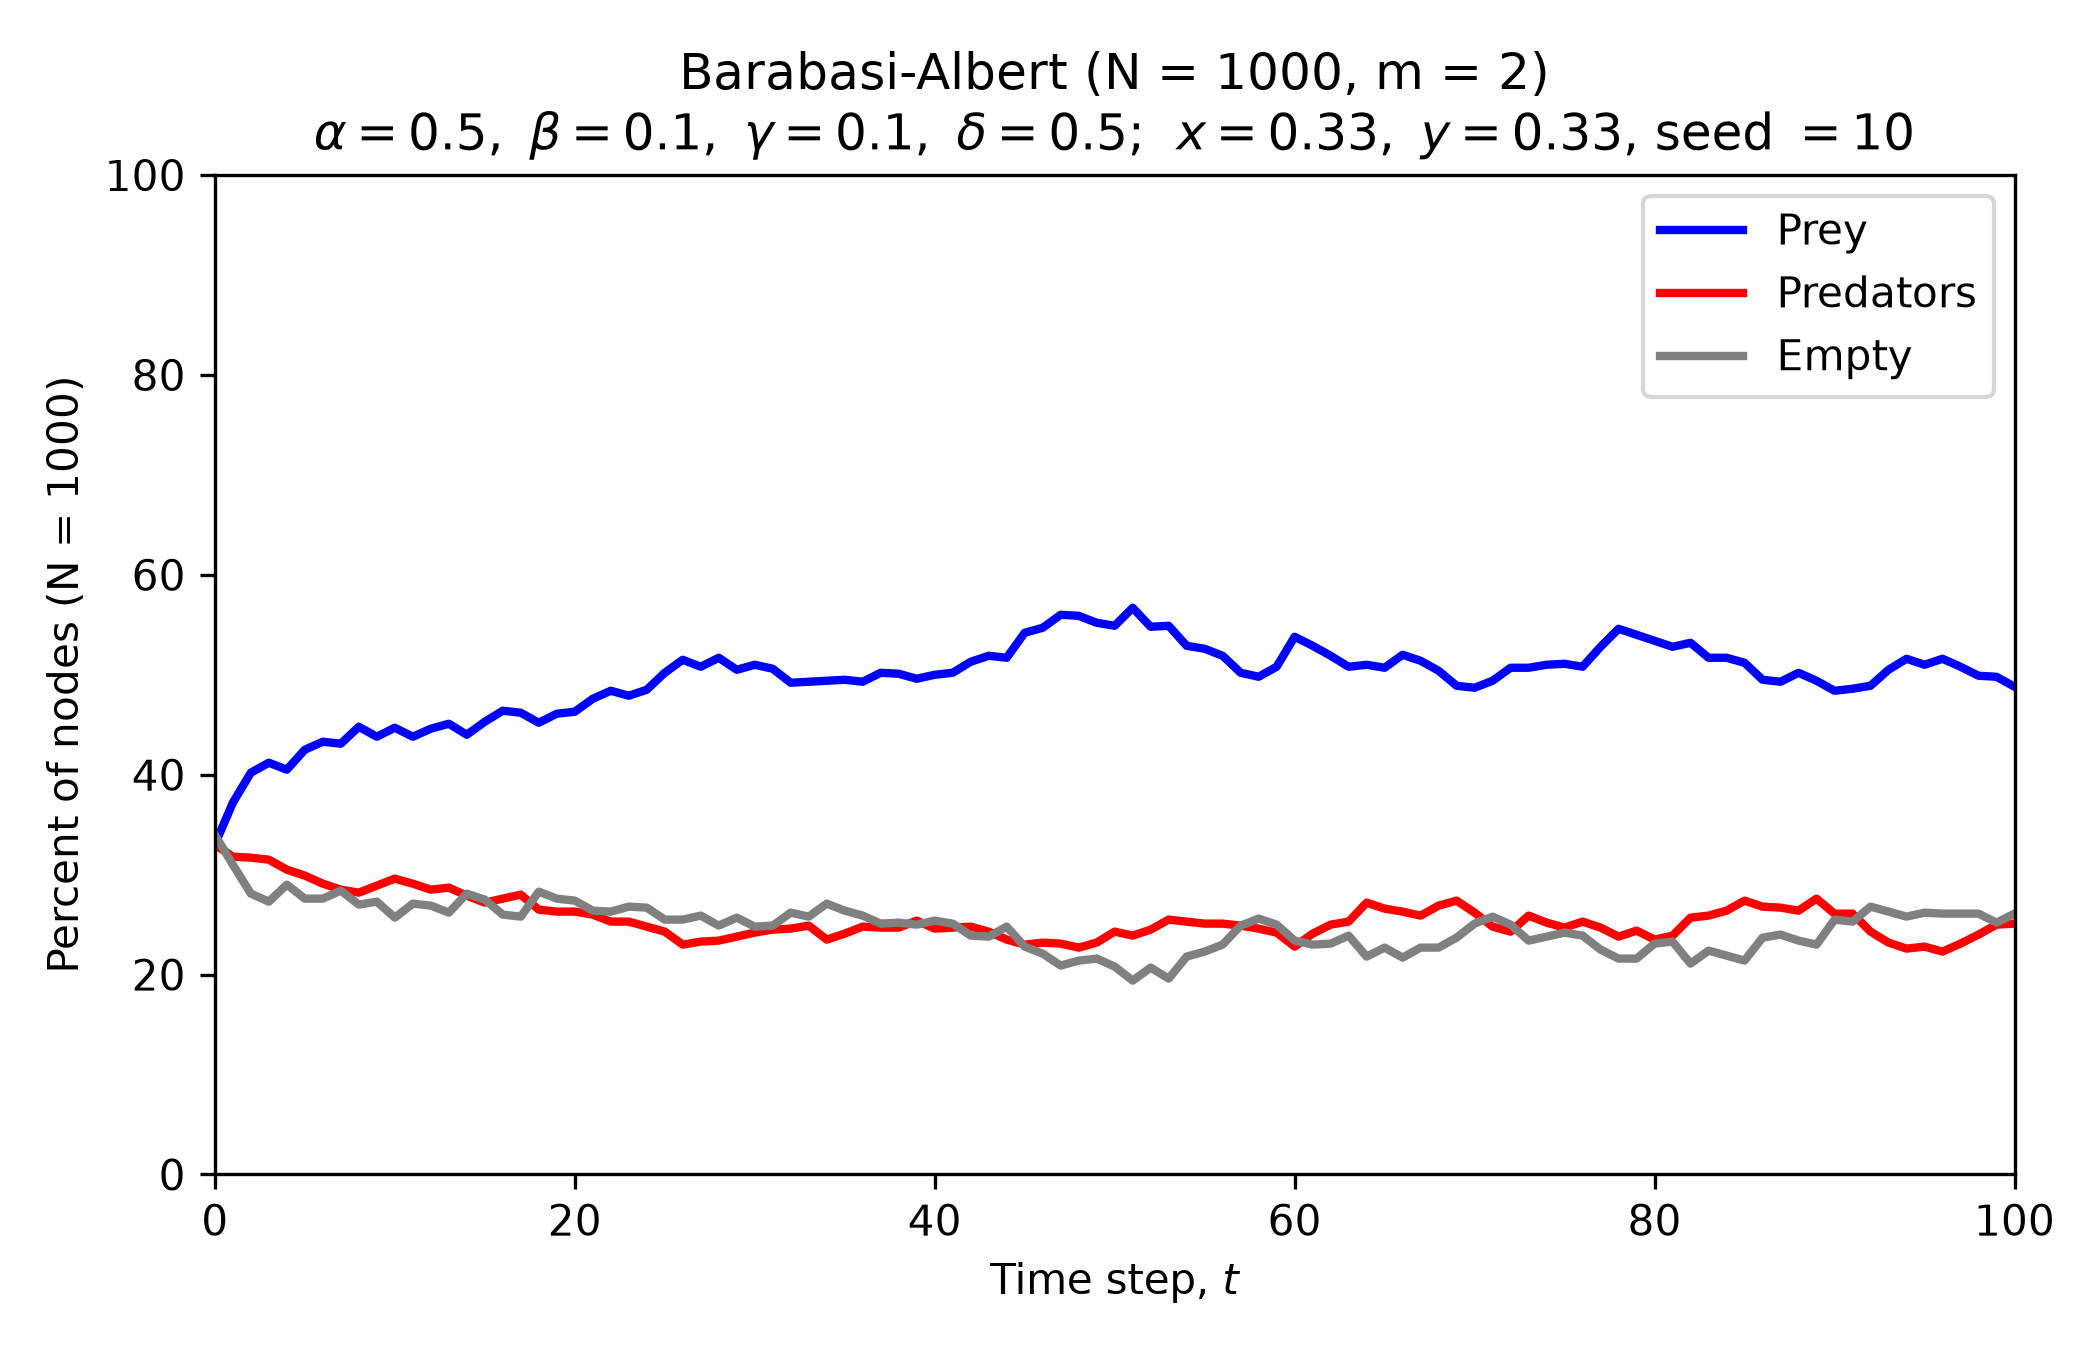 Barabasi-Albert (N = 1000, m = 2)
α = 0.5, β = 0.1, γ = 0.1, δ = 0.5; x = 0.33, y = 0.33, seed = 10
Prey
Predators
Empty
Percent of nodes (N = 1000)
100
80
60
40
20
0
0 20 40 60 80 100
Time step, t